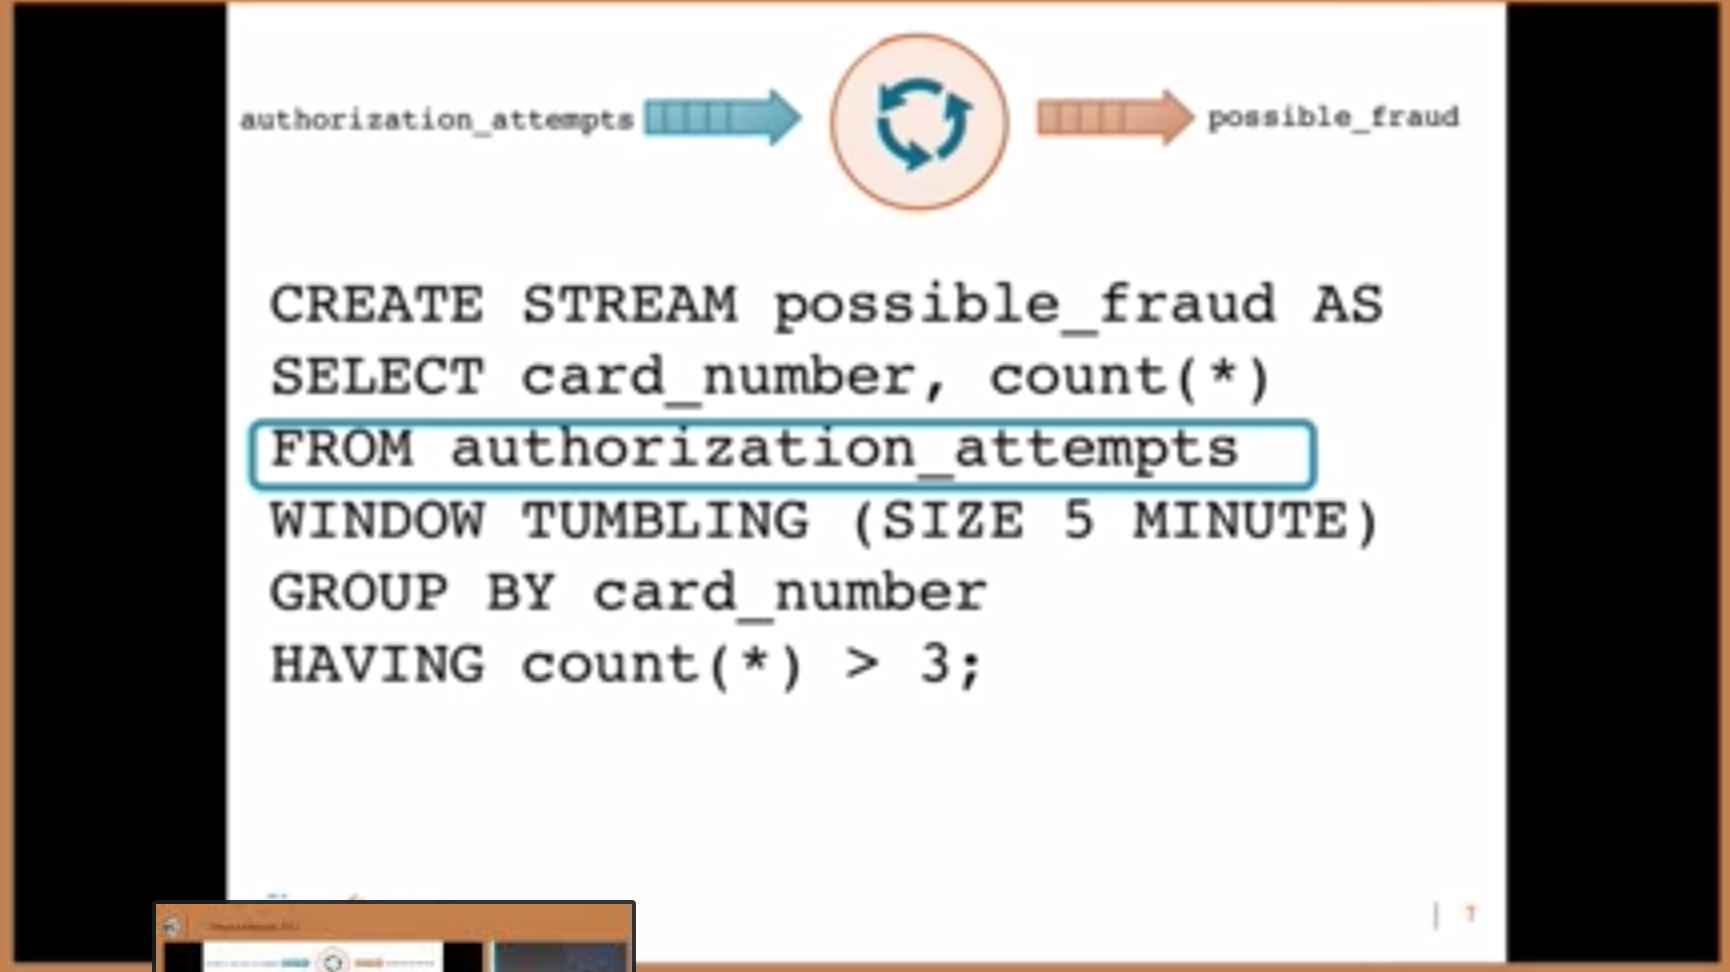 authorization_attempts
possible_fraud
CREATE STREAM possible_fraud AS
SELECT card_number, count(*)
FROM authorization_attempts
WINDOW TUMBLING (SIZE 5 MINUTE)
GROUP BY card_number
HAVING count(*) > 3;
7